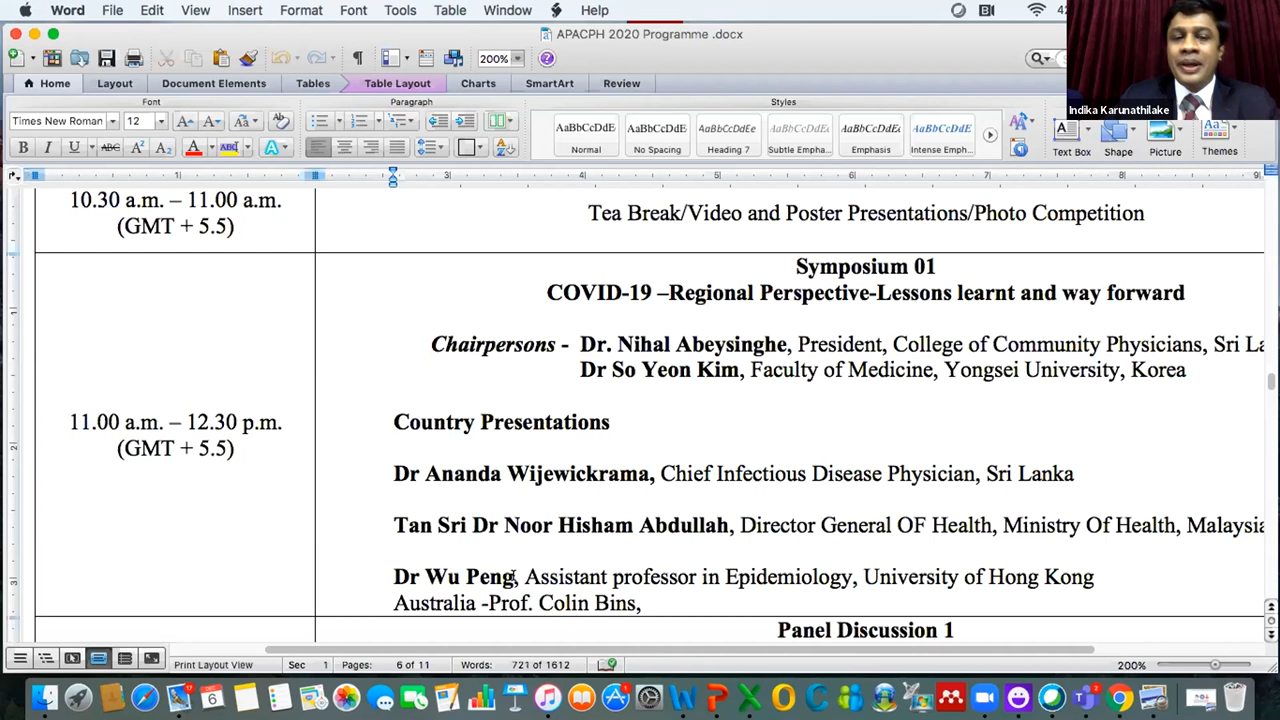 Word File Edit View Insert Format Font Tools Table Window Help
APACPH 2020 Programme .docx
200%
Home Layout Document Elements Tables Table Layout Charts SmartArt Review
Font Paragraph Styles
Indika Karunathilake
Times New Roman 12
AaBbCcDdE AaBbCcDdE AaBbCcDdE AaBbCcDdE AaBbCcDdE AaBbCcDdE
Normal No Spacing Heading 7 Subtle Empha... Emphasis Intense Emph...
Text Box Shape Picture Themes
10.30 a.m. – 11.00 a.m.
(GMT + 5.5)
Tea Break/Video and Poster Presentations/Photo Competition
Symposium 01
COVID-19 –Regional Perspective-Lessons learnt and way forward
Chairpersons - Dr. Nihal Abeysinghe, President, College of Community Physicians, Sri La
Dr So Yeon Kim, Faculty of Medicine, Yongsei University, Korea
11.00 a.m. – 12.30 p.m.
(GMT + 5.5)
Country Presentations
Dr Ananda Wijewickrama, Chief Infectious Disease Physician, Sri Lanka
Tan Sri Dr Noor Hisham Abdullah, Director General OF Health, Ministry Of Health, Malaysia
Dr Wu Peng, Assistant professor in Epidemiology, University of Hong Kong
Australia -Prof. Colin Bins,
Panel Discussion 1
Print Layout View Sec 1 Pages: 6 of 11 Words: 721 of 1612 200%